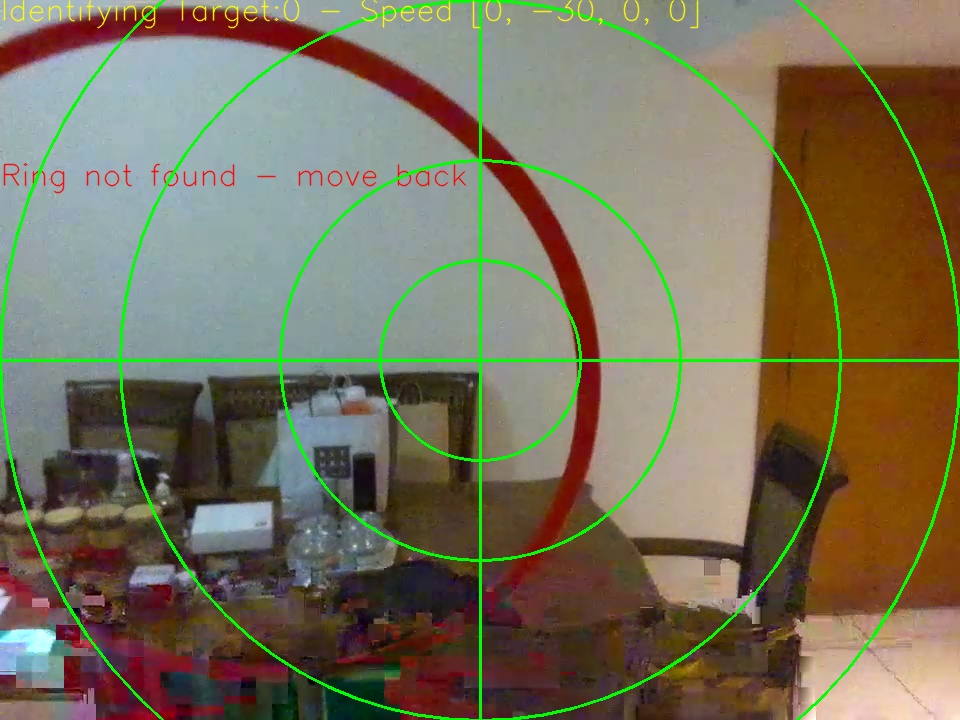 Identifying Target:0 - Speed [0, -30, 0, 0]
Ring not found - move back